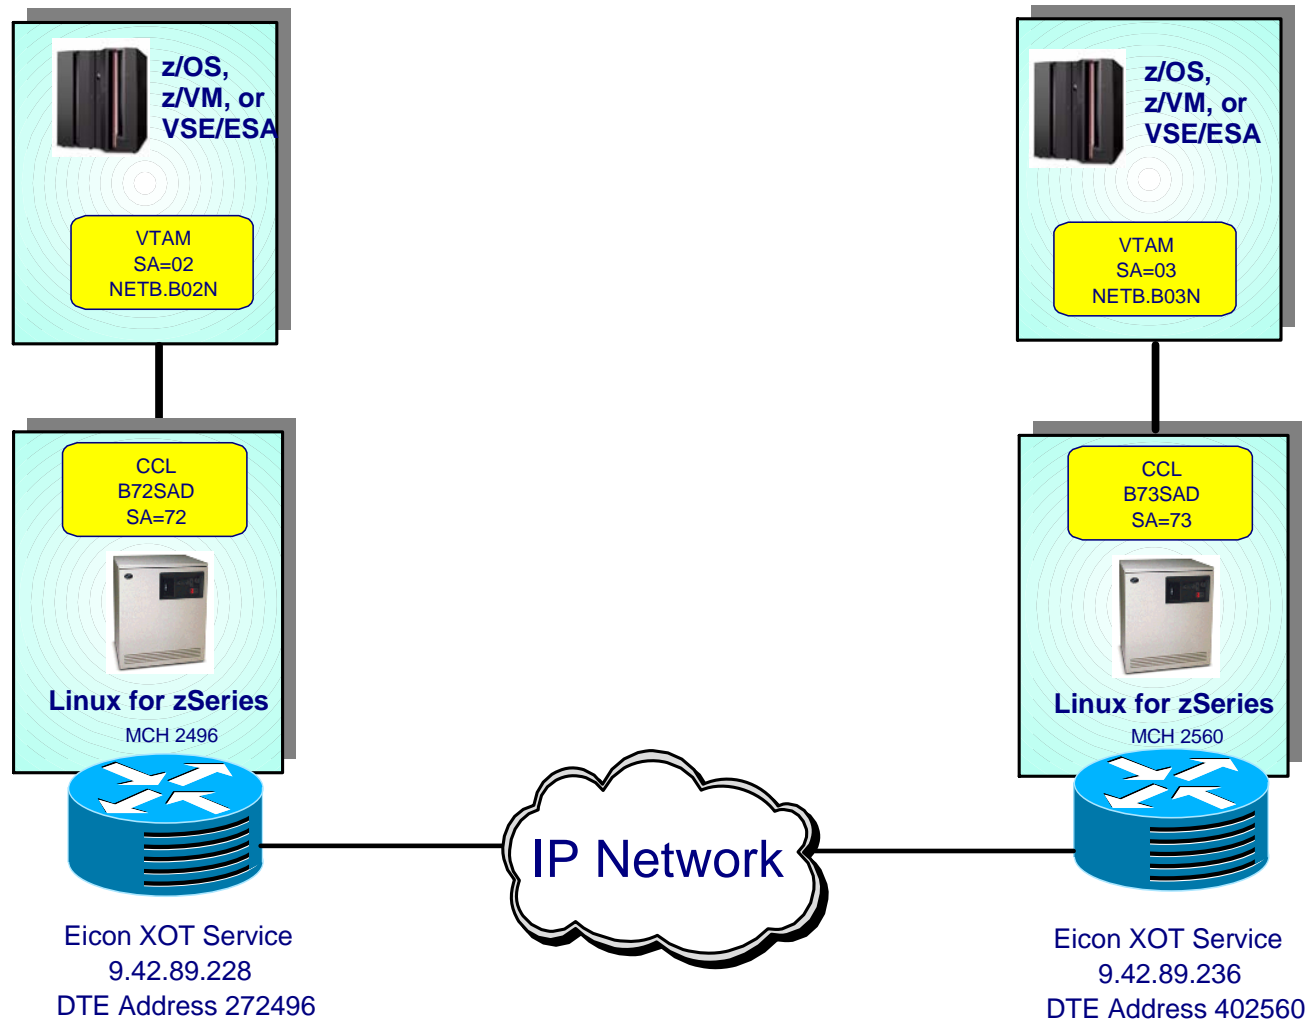 z/OS,
z/VM, or
VSE/ESA
VTAM
SA=02
NETB.B02N
CCL
B72SAD
SA=72
Linux for zSeries
MCH 2496
Eicon XOT Service
9.42.89.228
DTE Address 272496
IP Network
z/OS,
z/VM, or
VSE/ESA
VTAM
SA=03
NETB.B03N
CCL
B73SAD
SA=73
Linux for zSeries
MCH 2560
Eicon XOT Service
9.42.89.236
DTE Address 402560